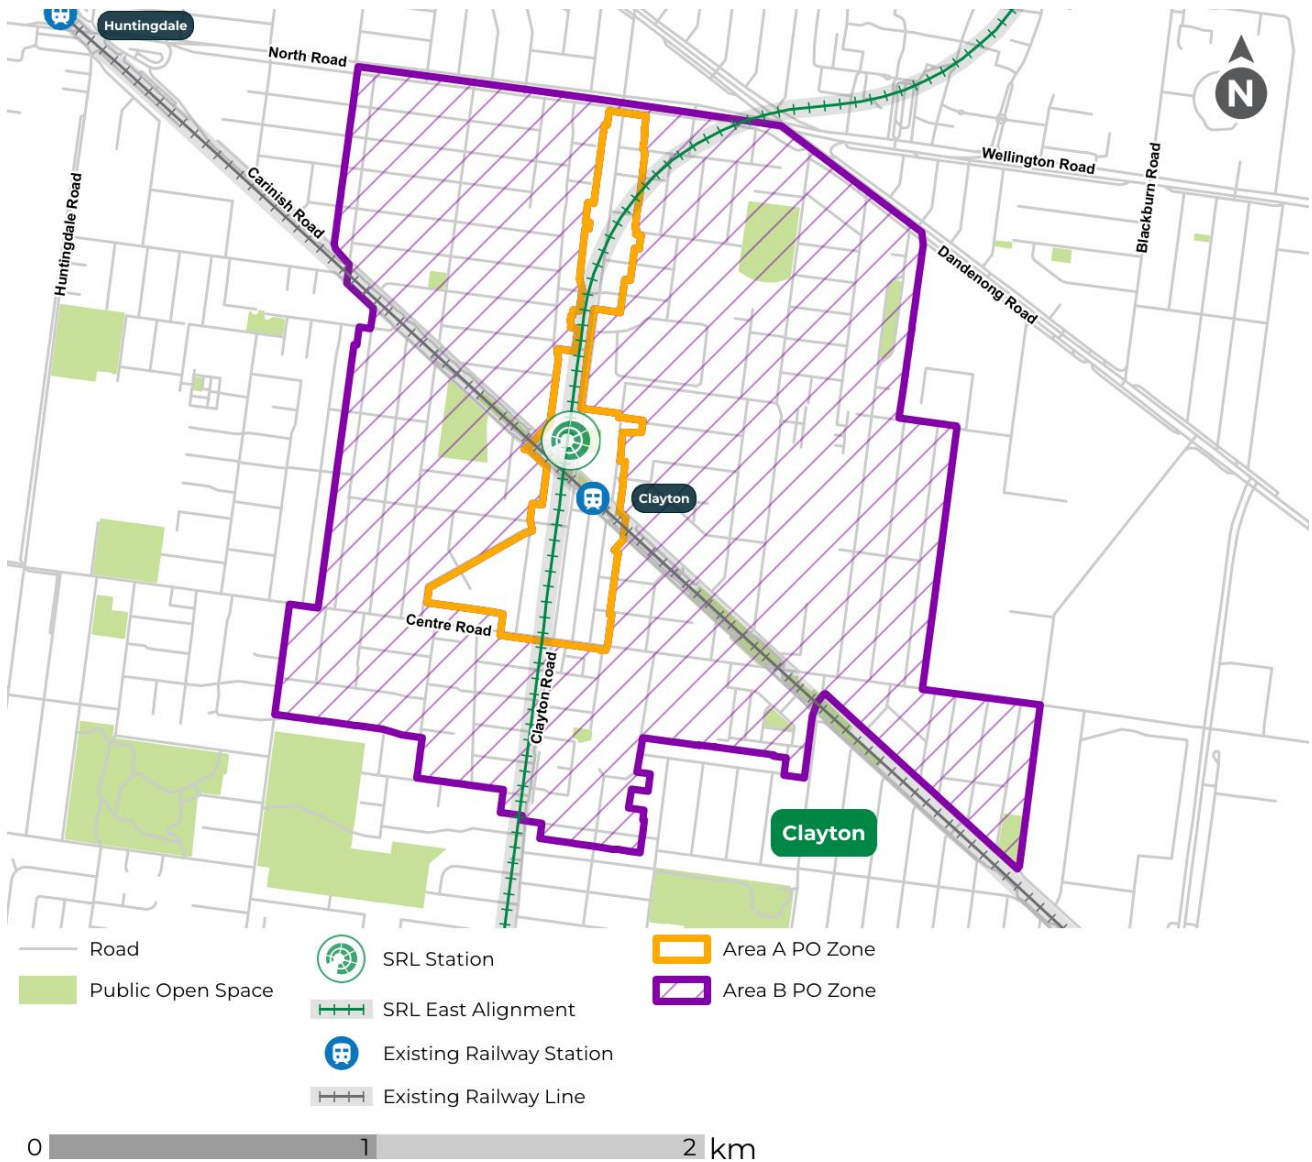 Huntingdale
North Road
N
Wellington Road
Blackburn Road
Carinish Road
Huntingdale Road
Dandenong Road
Clayton
Centre Road
Clayton Road
Clayton
Road
Public Open Space
SRL Station
SRL East Alignment
Existing Railway Station
Existing Railway Line
Area A PO Zone
Area B PO Zone
0 1 2 km